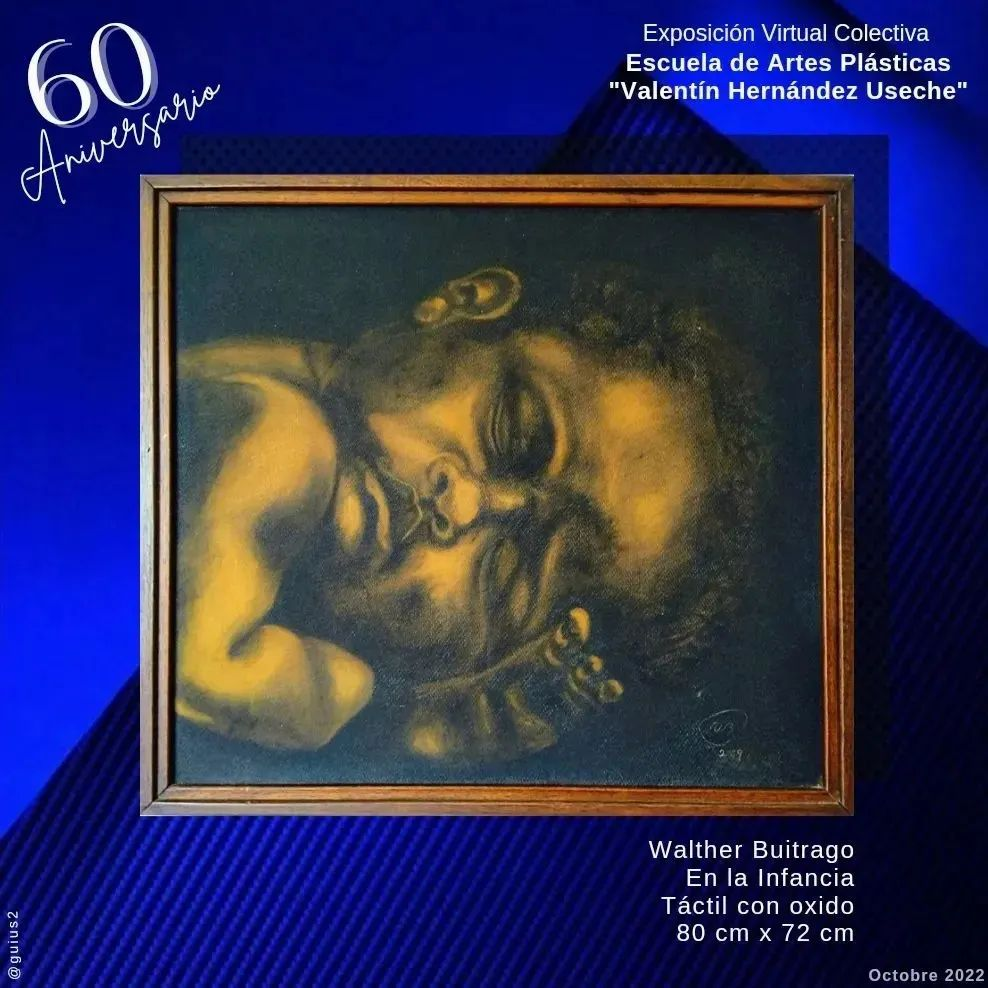 60
Aniversario
Exposición Virtual Colectiva
Escuela de Artes Plásticas
"Valentín Hernández Useche"
Walther Buitrago
En la Infancia
Táctil con oxido
80 cm x 72 cm
@guius2
Octobre 2022